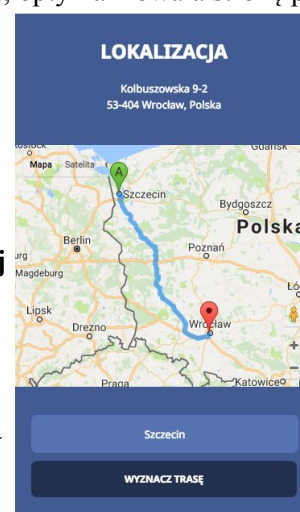 LOKALIZACJA
Kolbuszowska 9-2
53-404 Wrocław, Polska
Gdańsk
Mapa Satelita
A
Szczecin
Bydgoszcz
Polska
Berlin
Poznań
Magdeburg
Lipsk
Drezno
Wrocław
Praga
Katowice
Szczecin
WYZNACZ TRASĘ